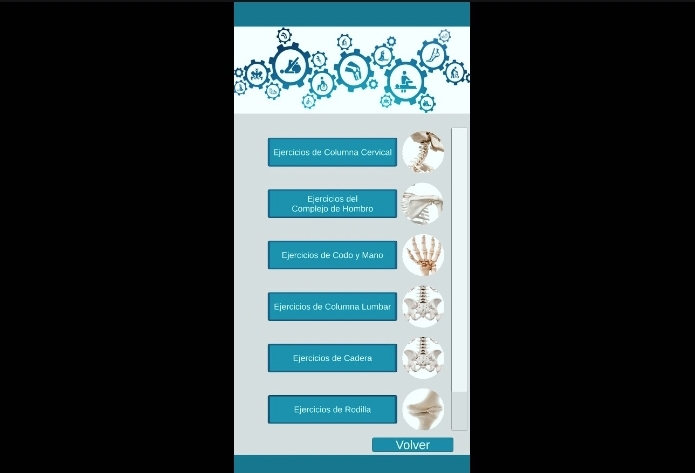 Ejercicios de Columna Cervical
Ejercicios del
Complejo de Hombro
Ejercicios de Codo y Mano
Ejercicios de Columna Lumbar
Ejercicios de Cadera
Ejercicios de Rodilla
Volver